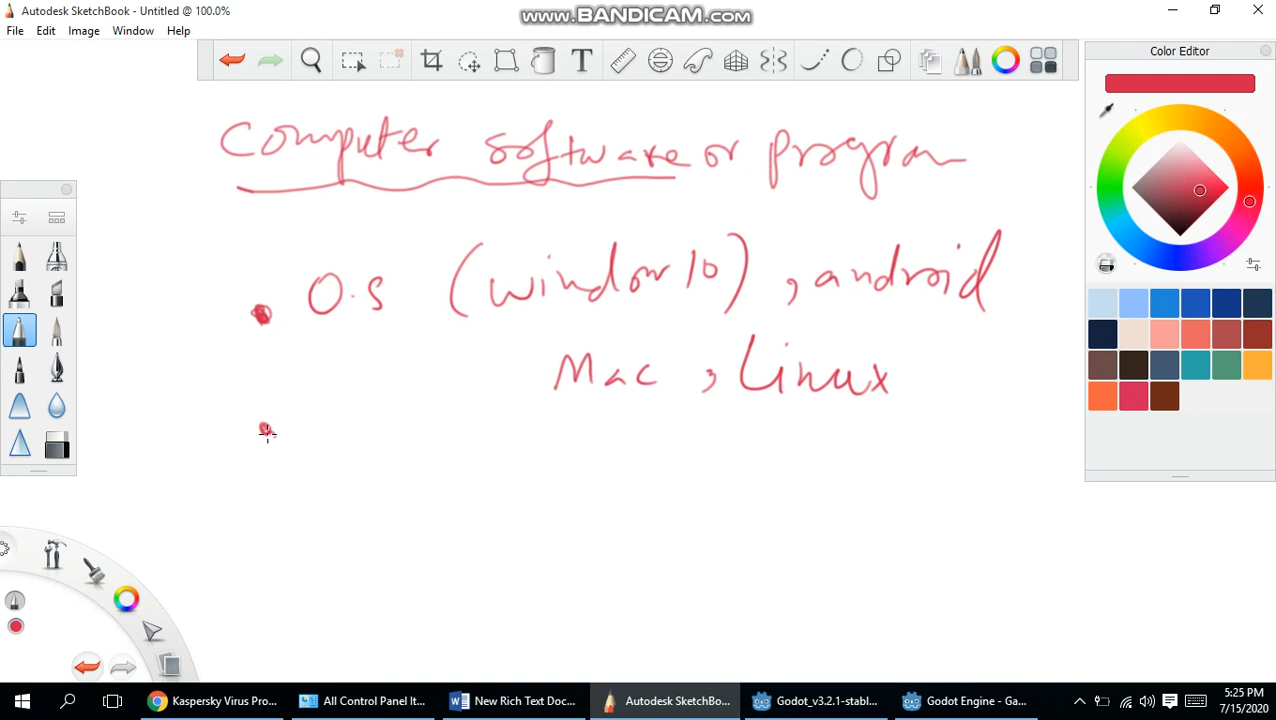 Autodesk SketchBook - Untitled @ 100.0%
www.BANDICAM.com
File Edit Image Window Help
Color Editor
Computer software or program
• O.S (window 10), android
Mac, Linux
•
Kaspersky Virus Pro...
All Control Panel It...
New Rich Text Doc...
Autodesk SketchBo...
Godot_v3.2.1-stabl...
Godot Engine - Ga...
5:25 PM
7/15/2020